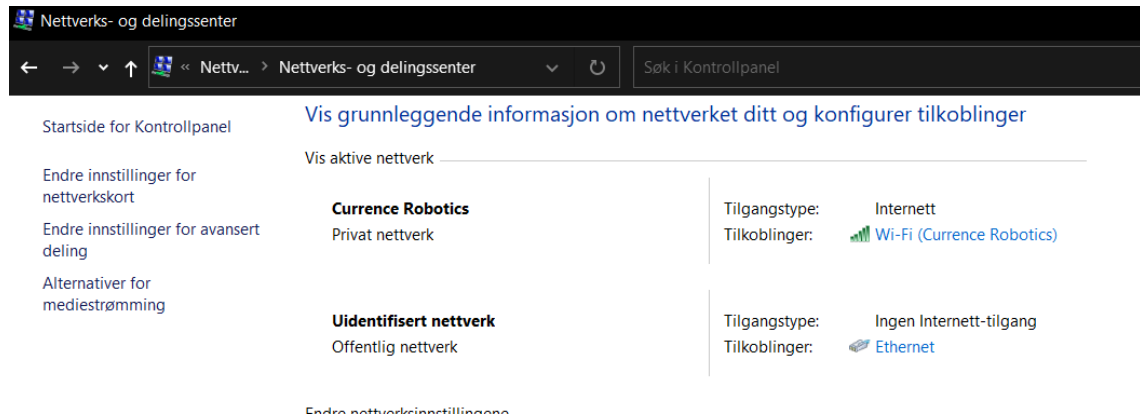 Nettverks- og delingssenter
« Nettv... > Nettverks- og delingssenter
Søk i Kontrollpanel
Startside for Kontrollpanel
Endre innstillinger for
nettverkskort
Endre innstillinger for avansert
deling
Alternativer for
mediestrømming
Vis grunnleggende informasjon om nettverket ditt og konfigurer tilkoblinger
Vis aktive nettverk
Currence Robotics
Privat nettverk
Tilgangstype: Internett
Tilkoblinger: Wi-Fi (Currence Robotics)
Uidentifisert nettverk
Offentlig nettverk
Tilgangstype: Ingen Internett-tilgang
Tilkoblinger: Ethernet
Endre nettverksinnstillingene